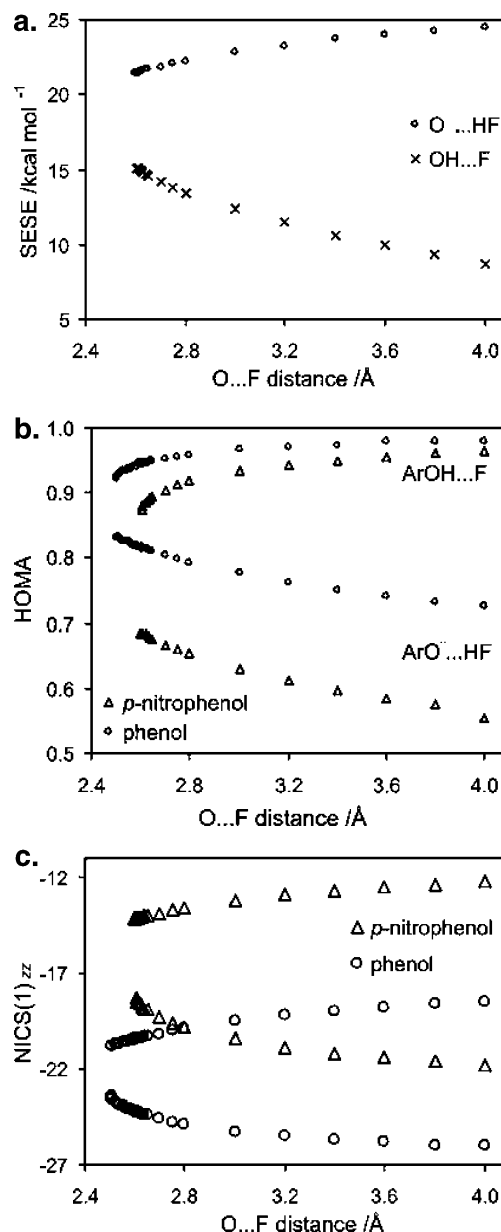 a.
25
20
15
10
5
SESE /kcal mol ⁻¹
O⁻...HF
OH...F
2.4 2.8 3.2 3.6 4.0
O...F distance /Å
b.
1.0
0.9
0.8
0.7
0.6
0.5
HOMA
ArOH...F
ArO⁻...HF
p-nitrophenol
phenol
2.4 2.8 3.2 3.6 4.0
O...F distance /Å
c.
-12
-17
-22
-27
NICS(1) zz
p-nitrophenol
phenol
2.4 2.8 3.2 3.6 4.0
O...F distance /Å